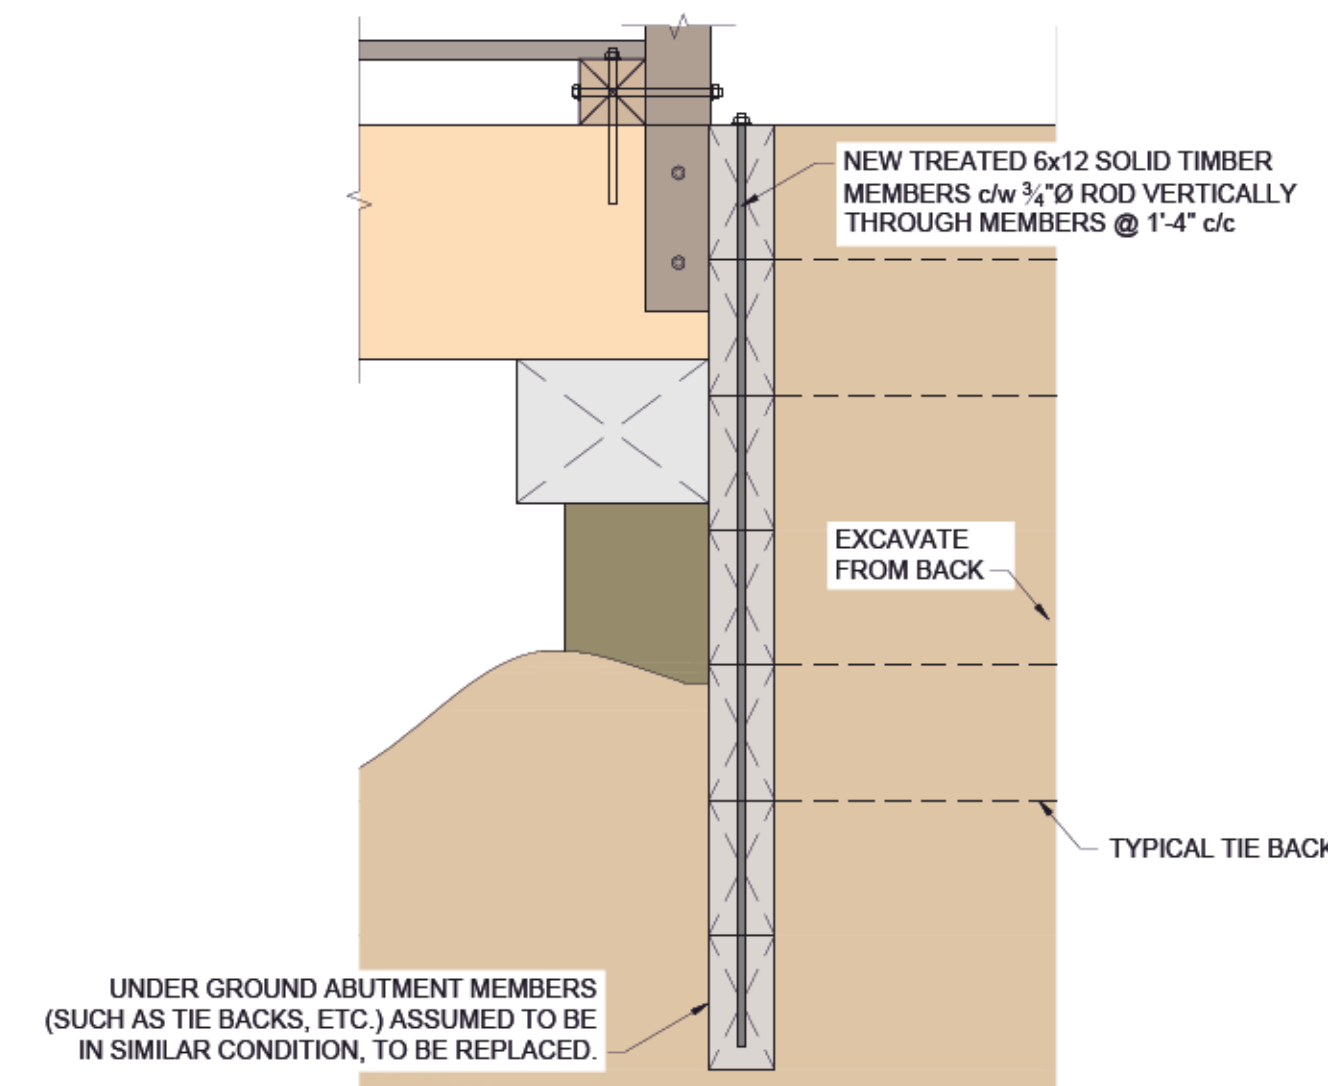 NEW TREATED 6x12 SOLID TIMBER
MEMBERS c/w ¾"Ø ROD VERTICALLY
THROUGH MEMBERS @ 1'-4" c/c
EXCAVATE
FROM BACK
TYPICAL TIE BACK
UNDER GROUND ABUTMENT MEMBERS
(SUCH AS TIE BACKS, ETC.) ASSUMED TO BE
IN SIMILAR CONDITION, TO BE REPLACED.